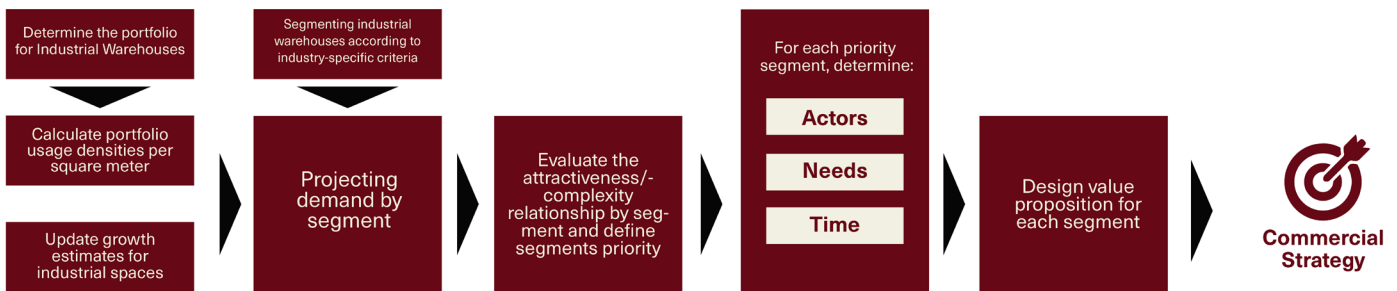 Determine the portfolio
for Industrial Warehouses
Calculate portfolio
usage densities per
square meter
Update growth
estimates for
industrial spaces
Segmenting industrial
warehouses according to
industry-specific criteria
Projecting
demand by
segment
Evaluate the
attractiveness/-
complexity
relationship by seg-
ment and define
segments priority
For each priority
segment, determine:
Actors
Needs
Time
Design value
proposition for
each segment
Commercial
Strategy